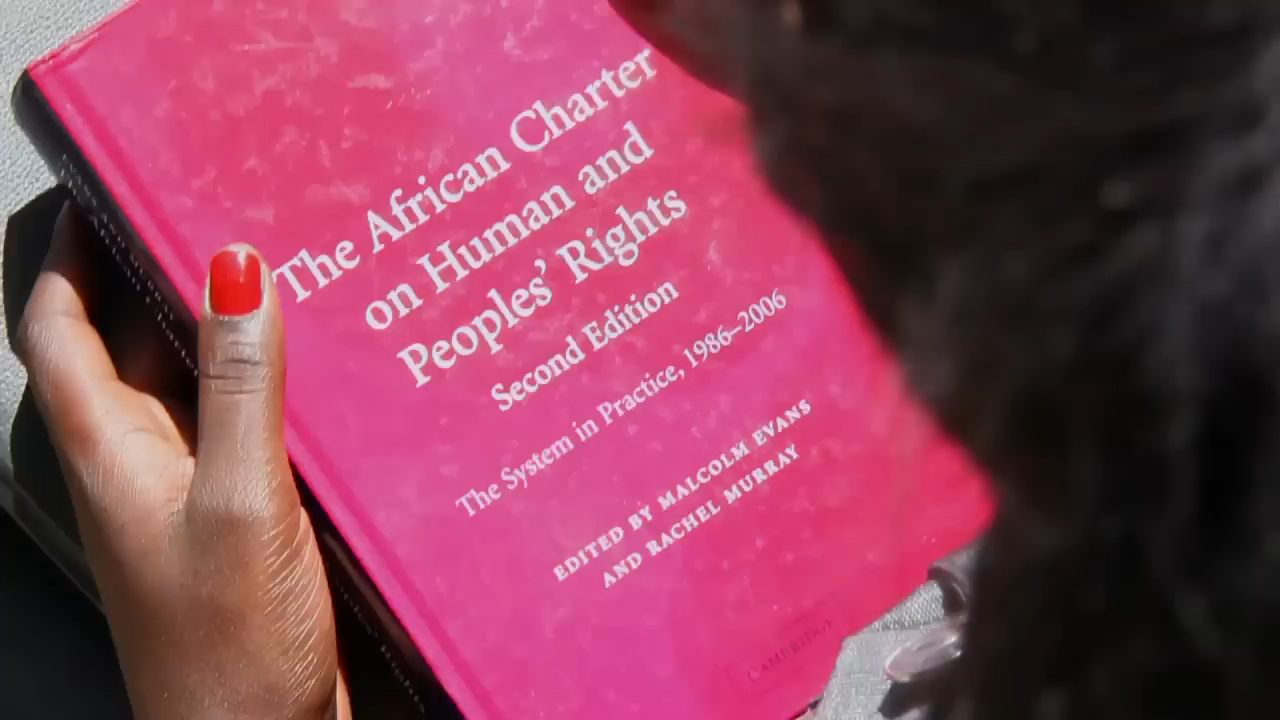 The African Charter
on Human and
Peoples' Rights
Second Edition
The System in Practice, 1986–2006
EDITED BY MALCOLM EVANS
AND RACHEL MURRAY
CAMBRIDGE